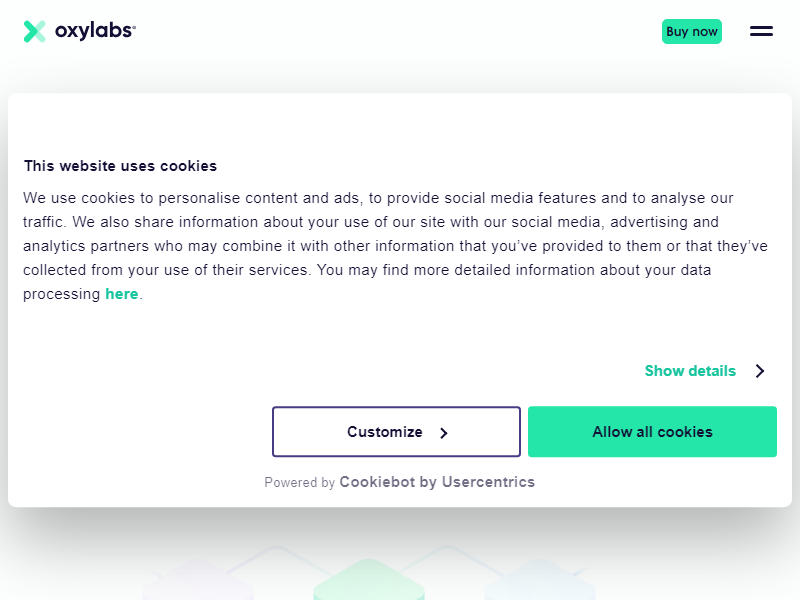 oxylabs®
Buy now
This website uses cookies
We use cookies to personalise content and ads, to provide social media features and to analyse our
traffic. We also share information about your use of our site with our social media, advertising and
analytics partners who may combine it with other information that you’ve provided to them or that they’ve
collected from your use of their services. You may find more detailed information about your data
processing here.
Show details
Customize
Allow all cookies
Powered by Cookiebot by Usercentrics